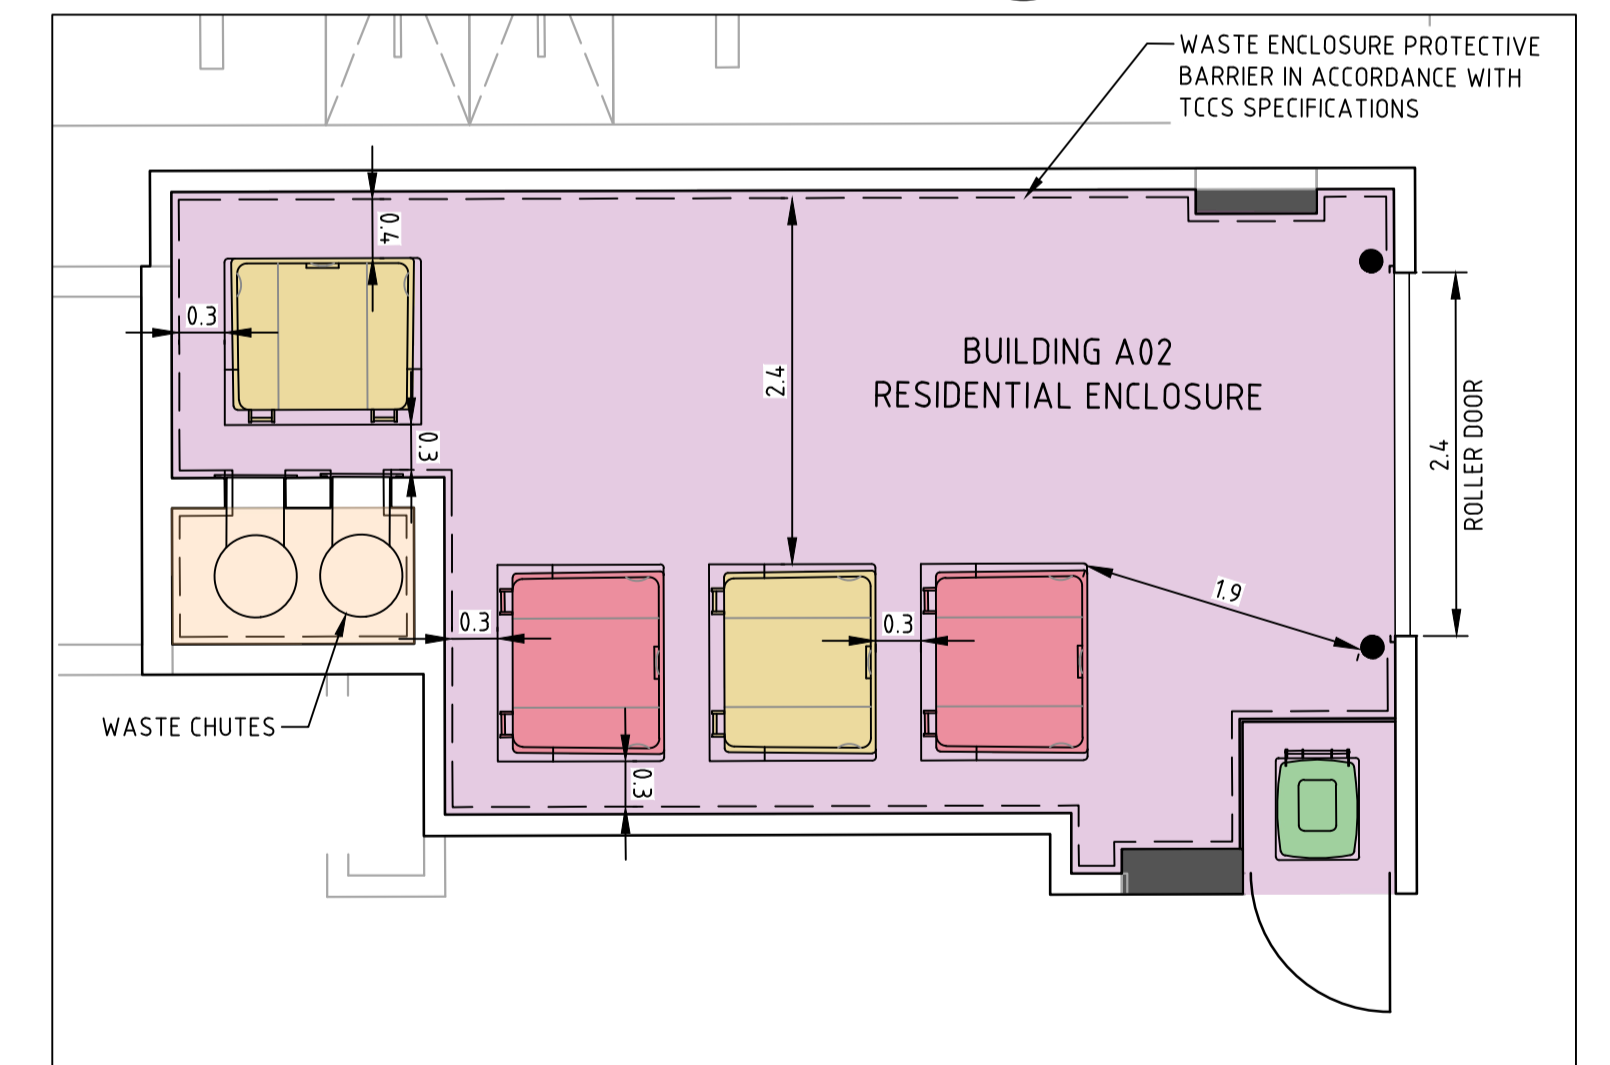 WASTE ENCLOSURE PROTECTIVE
BARRIER IN ACCORDANCE WITH
TCCS SPECIFICATIONS
0.4
0.3
2.4
BUILDING A02
RESIDENTIAL ENCLOSURE
2.4
ROLLER DOOR
0.3
1.9
0.3
0.3
WASTE CHUTES
0.3